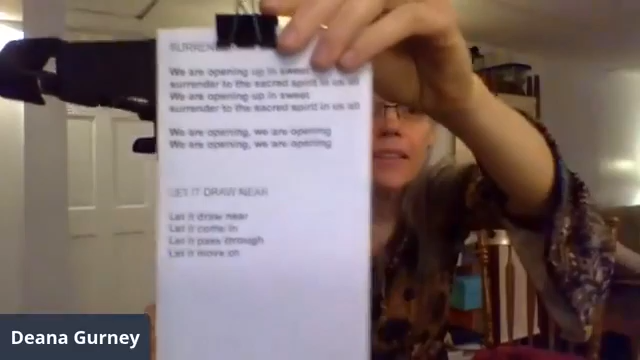 We are opening up in sweet
surrender to the sacred spirit in us all
We are opening up in sweet
surrender to the sacred spirit in us all
We are opening, we are opening
We are opening, we are opening
LET IT DRAW NEAR
Let it draw near
Let it come in
Let it pass through
Let it move on
Deana Gurney